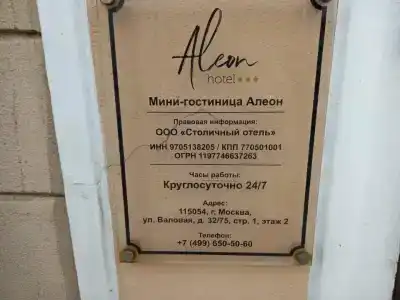 Aleon
hotel ★★★
Мини-гостиница Алеон
Правовая информация:
ООО «Столичный отель»
ИНН 9705138205 / КПП 770501001
ОГРН 1197746637263
Часы работы:
Круглосуточно 24/7
Адрес:
115054, г. Москва,
ул. Валовая, д. 32/75, стр. 1, этаж 2
Телефон:
+7 (499) 650-50-60